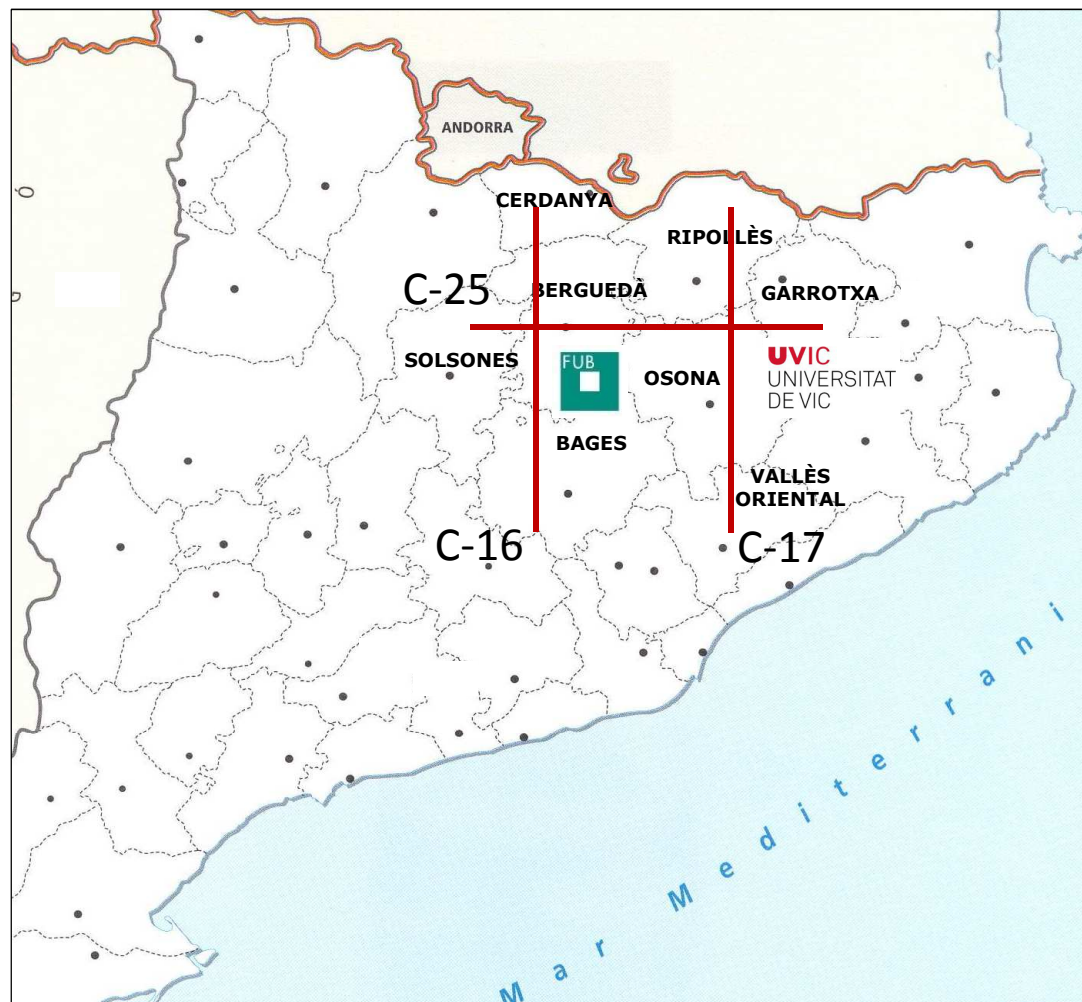 ANDORRA
CERDANYA
RIPOLLÈS
C-25
BERGUEDÀ
GARROTXA
SOLSONES
FUB
OSONA
UVIC
UNIVERSITAT
DE VIC
BAGES
VALLÈS
ORIENTAL
C-16
C-17
Mar Mediterrani